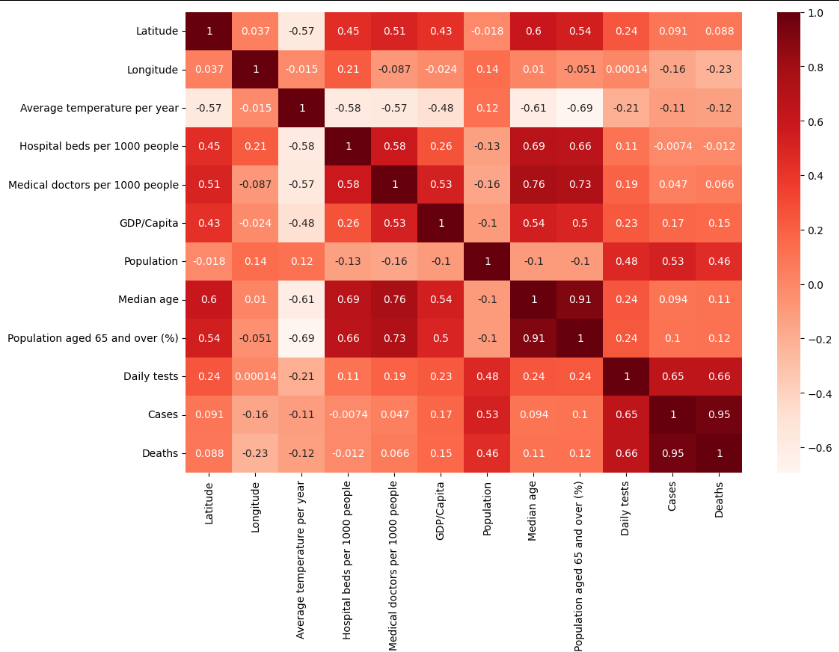 Latitude 1 0.037 -0.57 0.45 0.51 0.43 -0.018 0.6 0.54 0.24 0.091 0.088
Longitude 0.037 1 -0.015 0.21 -0.087 -0.024 0.14 0.01 -0.051 0.00014 -0.16 -0.23
Average temperature per year -0.57 -0.015 1 -0.58 -0.57 -0.48 0.12 -0.61 -0.69 -0.21 -0.11 -0.12
Hospital beds per 1000 people 0.45 0.21 -0.58 1 0.58 0.26 -0.13 0.69 0.66 0.11 -0.0074 -0.012
Medical doctors per 1000 people 0.51 -0.087 -0.57 0.58 1 0.53 -0.16 0.76 0.73 0.19 0.047 0.066
GDP/Capita 0.43 -0.024 -0.48 0.26 0.53 1 -0.1 0.54 0.5 0.23 0.17 0.15
Population -0.018 0.14 0.12 -0.13 -0.16 -0.1 1 -0.1 -0.1 0.48 0.53 0.46
Median age 0.6 0.01 -0.61 0.69 0.76 0.54 -0.1 1 0.91 0.24 0.094 0.11
Population aged 65 and over (%) 0.54 -0.051 -0.69 0.66 0.73 0.5 -0.1 0.91 1 0.24 0.1 0.12
Daily tests 0.24 0.00014 -0.21 0.11 0.19 0.23 0.48 0.24 0.24 1 0.65 0.66
Cases 0.091 -0.16 -0.11 -0.0074 0.047 0.17 0.53 0.094 0.1 0.65 1 0.95
Deaths 0.088 -0.23 -0.12 -0.012 0.066 0.15 0.46 0.11 0.12 0.66 0.95 1
Latitude
Longitude
Average temperature per year
Hospital beds per 1000 people
Medical doctors per 1000 people
GDP/Capita
Population
Median age
Population aged 65 and over (%)
Daily tests
Cases
Deaths
1.0
0.8
0.6
0.4
0.2
0.0
−0.2
−0.4
−0.6